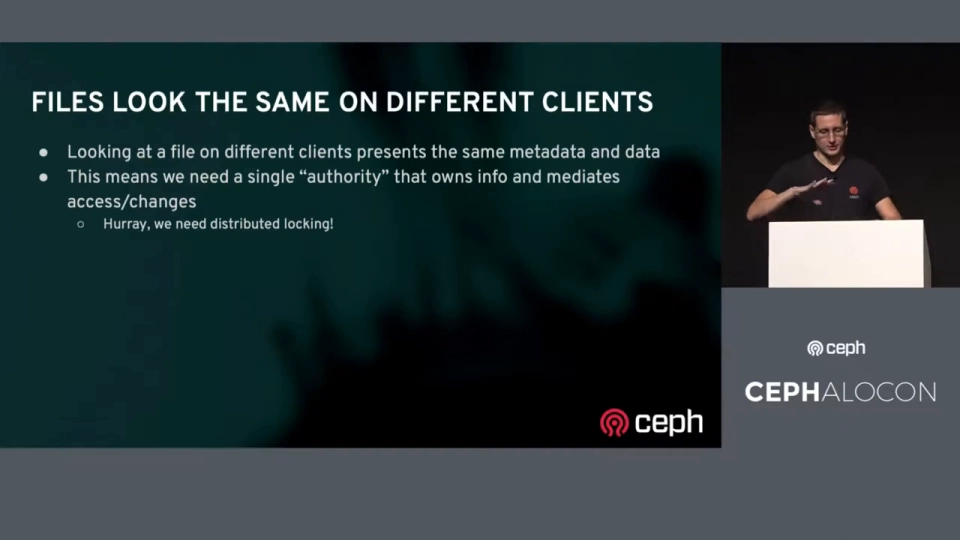 FILES LOOK THE SAME ON DIFFERENT CLIENTS
● Looking at a file on different clients presents the same metadata and data
● This means we need a single “authority” that owns info and mediates
access/changes
○ Hurray, we need distributed locking!
ceph
ceph
CEPHALOCON